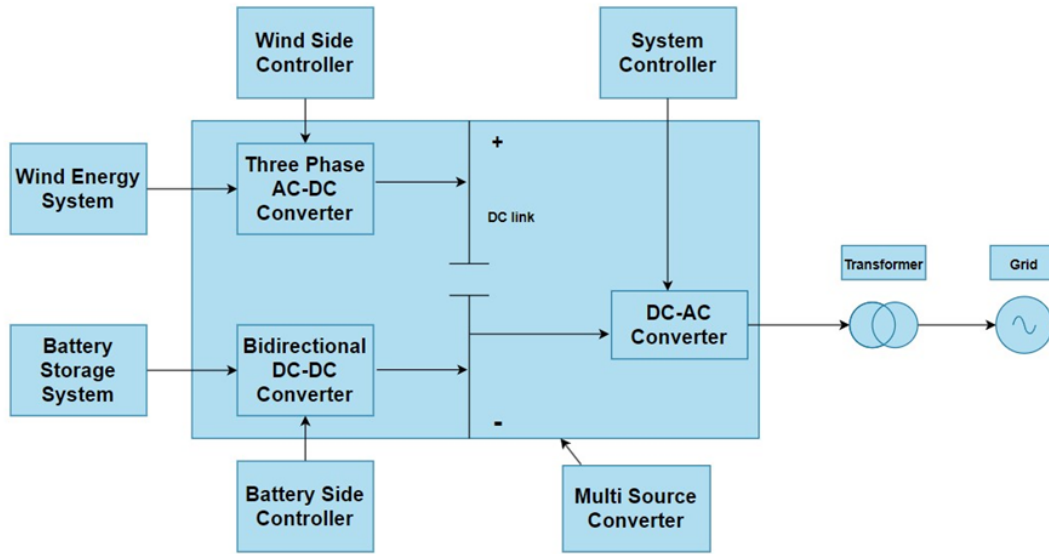 Wind Side
Controller
System
Controller
Wind Energy
System
Three Phase
AC-DC
Converter
+
DC link
Transformer
Grid
DC-AC
Converter
Battery
Storage
System
Bidirectional
DC-DC
Converter
-
Battery Side
Controller
Multi Source
Converter